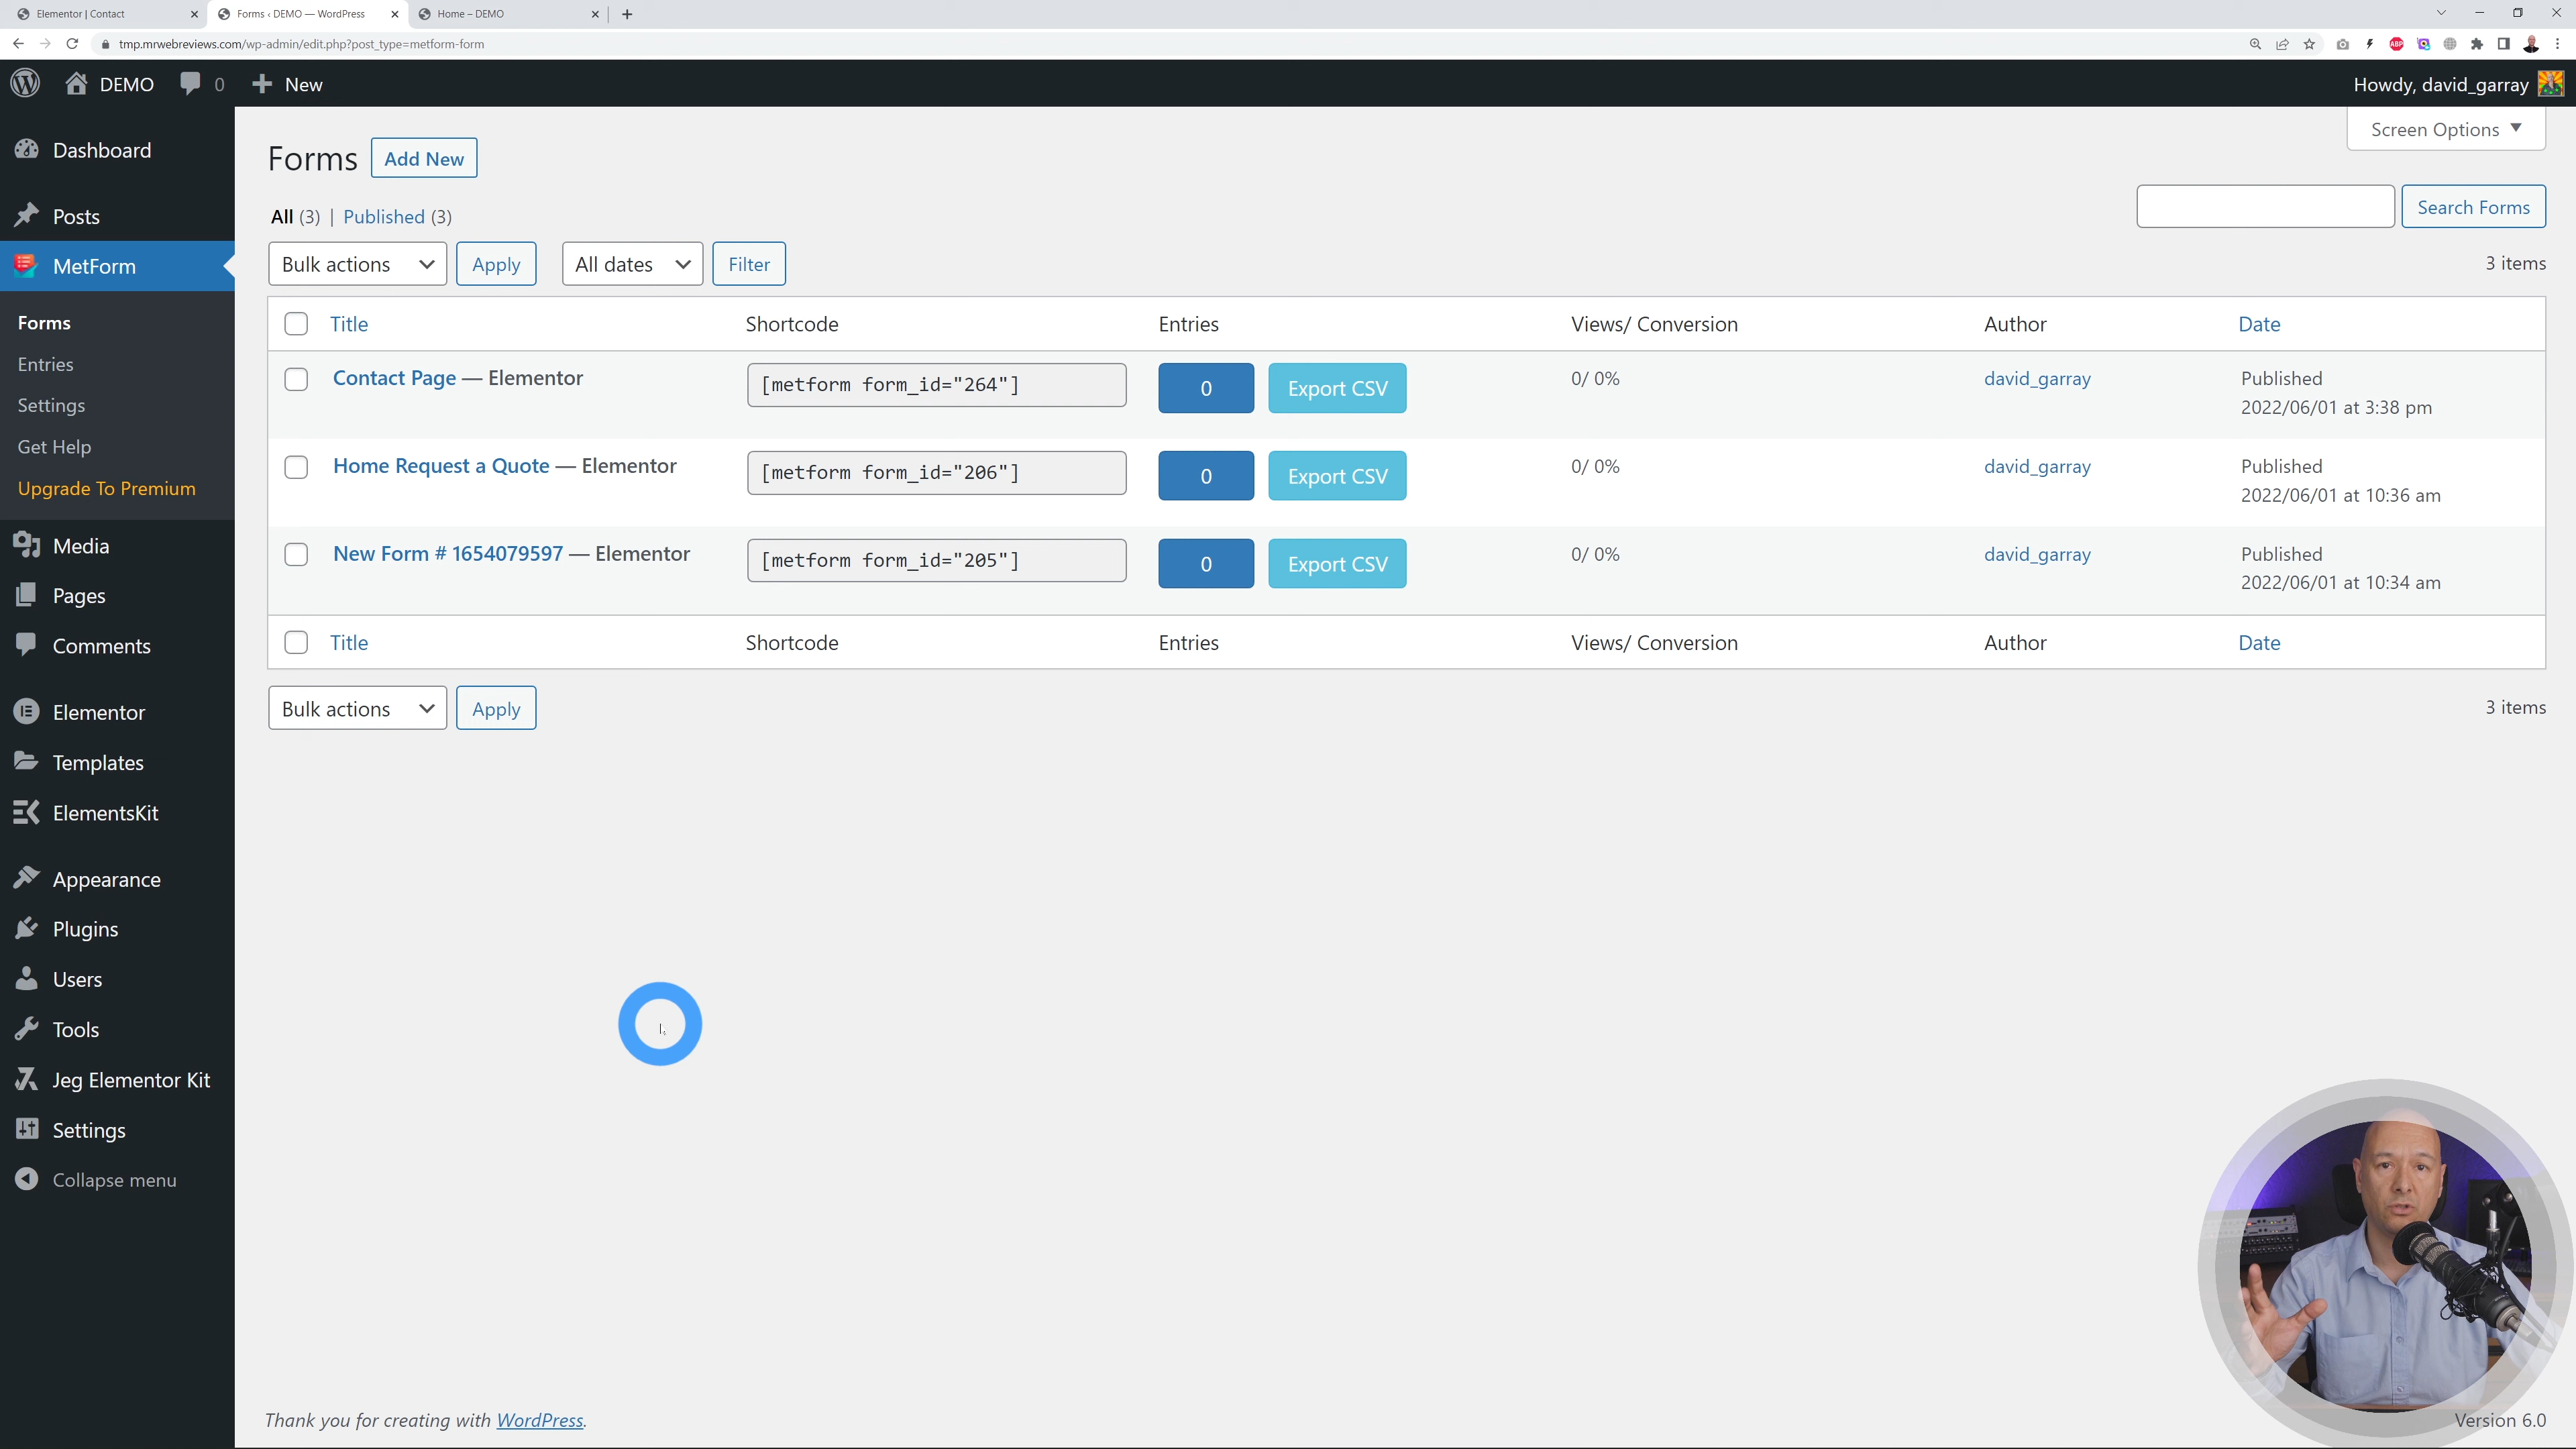 Elementor | Contact
Forms ‹ DEMO — WordPress
Home – DEMO
tmp.mrwebreviews.com/wp-admin/edit.php?post_type=metform-form
DEMO
0
New
Howdy, david_garray
Dashboard
Posts
MetForm
Forms
Entries
Settings
Get Help
Upgrade To Premium
Media
Pages
Comments
Elementor
Templates
ElementsKit
Appearance
Plugins
Users
Tools
Jeg Elementor Kit
Settings
Collapse menu
Screen Options
Forms
Add New
All (3) | Published (3)
Search Forms
Bulk actions
Apply
All dates
Filter
3 items
Title Shortcode Entries Views/ Conversion Author Date
Contact Page — Elementor [metform form_id="264"] 0 Export CSV 0/ 0% david_garray Published
2022/06/01 at 3:38 pm
Home Request a Quote — Elementor [metform form_id="206"] 0 Export CSV 0/ 0% david_garray Published
2022/06/01 at 10:36 am
New Form # 1654079597 — Elementor [metform form_id="205"] 0 Export CSV 0/ 0% david_garray Published
2022/06/01 at 10:34 am
Title Shortcode Entries Views/ Conversion Author Date
Bulk actions
Apply
3 items
Thank you for creating with WordPress.
Version 6.0
ABP